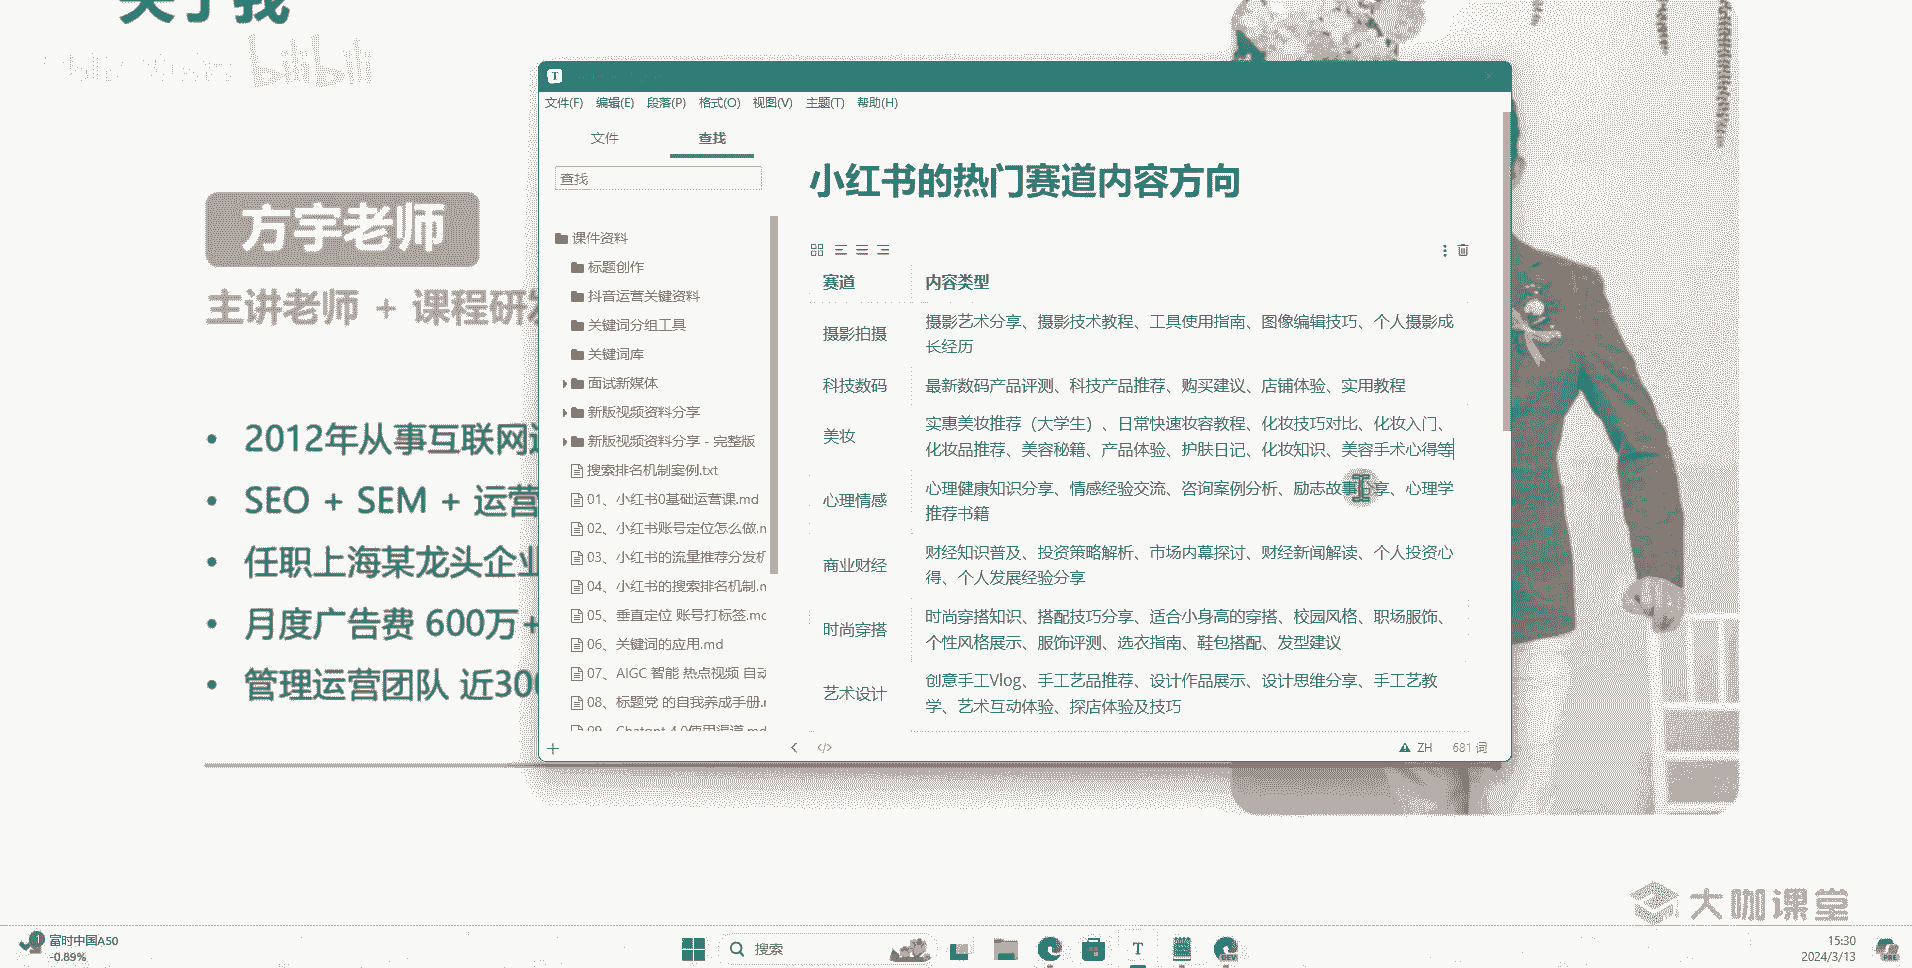 关于我
bilibili
方宇老师
主讲老师 + 课程研发
2012年从事互联网
SEO + SEM + 运营
任职上海某龙头企业
月度广告费 600万+
管理运营团队 近300
文件(F) 编辑(E) 段落(P) 格式(O) 视图(V) 主题(T) 帮助(H)
文件 查找
查找
课件资料
标题创作
抖音运营关键资料
关键词分组工具
关键词库
面试新媒体
新版视频资料分享
新版视频资料分享 - 完整版
搜索排名机制案例.txt
01、小红书0基础运营课.md
02、小红书账号定位怎么做.m
03、小红书的流量推荐分发机
04、小红书的搜索排名机制.m
05、垂直定位 账号打标签.mc
06、关键词的应用.md
07、AIGC 智能 热点视频 自动
08、标题党 的自我养成手册.r
09、Chatgpt 4.0使用渠道.md
小红书的热门赛道内容方向
赛道 内容类型
摄影拍摄
摄影艺术分享、摄影技术教程、工具使用指南、图像编辑技巧、个人摄影成
长经历
科技数码 最新数码产品评测、科技产品推荐、购买建议、店铺体验、实用教程
美妆
实惠美妆推荐（大学生）、日常快速妆容教程、化妆技巧对比、化妆入门、
化妆品推荐、美容秘籍、产品体验、护肤日记、化妆知识、美容手术心得等
心理情感
心理健康知识分享、情感经验交流、咨询案例分析、励志故事分享、心理学
推荐书籍
商业财经
财经知识普及、投资策略解析、市场内幕探讨、财经新闻解读、个人投资心
得、个人发展经验分享
时尚穿搭
时尚穿搭知识、搭配技巧分享、适合小身高的穿搭、校园风格、职场服饰、
个性风格展示、服饰评测、选衣指南、鞋包搭配、发型建议
艺术设计
创意手工Vlog、手工艺品推荐、设计作品展示、设计思维分享、手工艺教
学、艺术互动体验、探店体验及技巧
ZH 681 词
大咖课堂
富时中国A50
-0.89%
搜索
T
DEV
15:30
2024/3/13
PRE